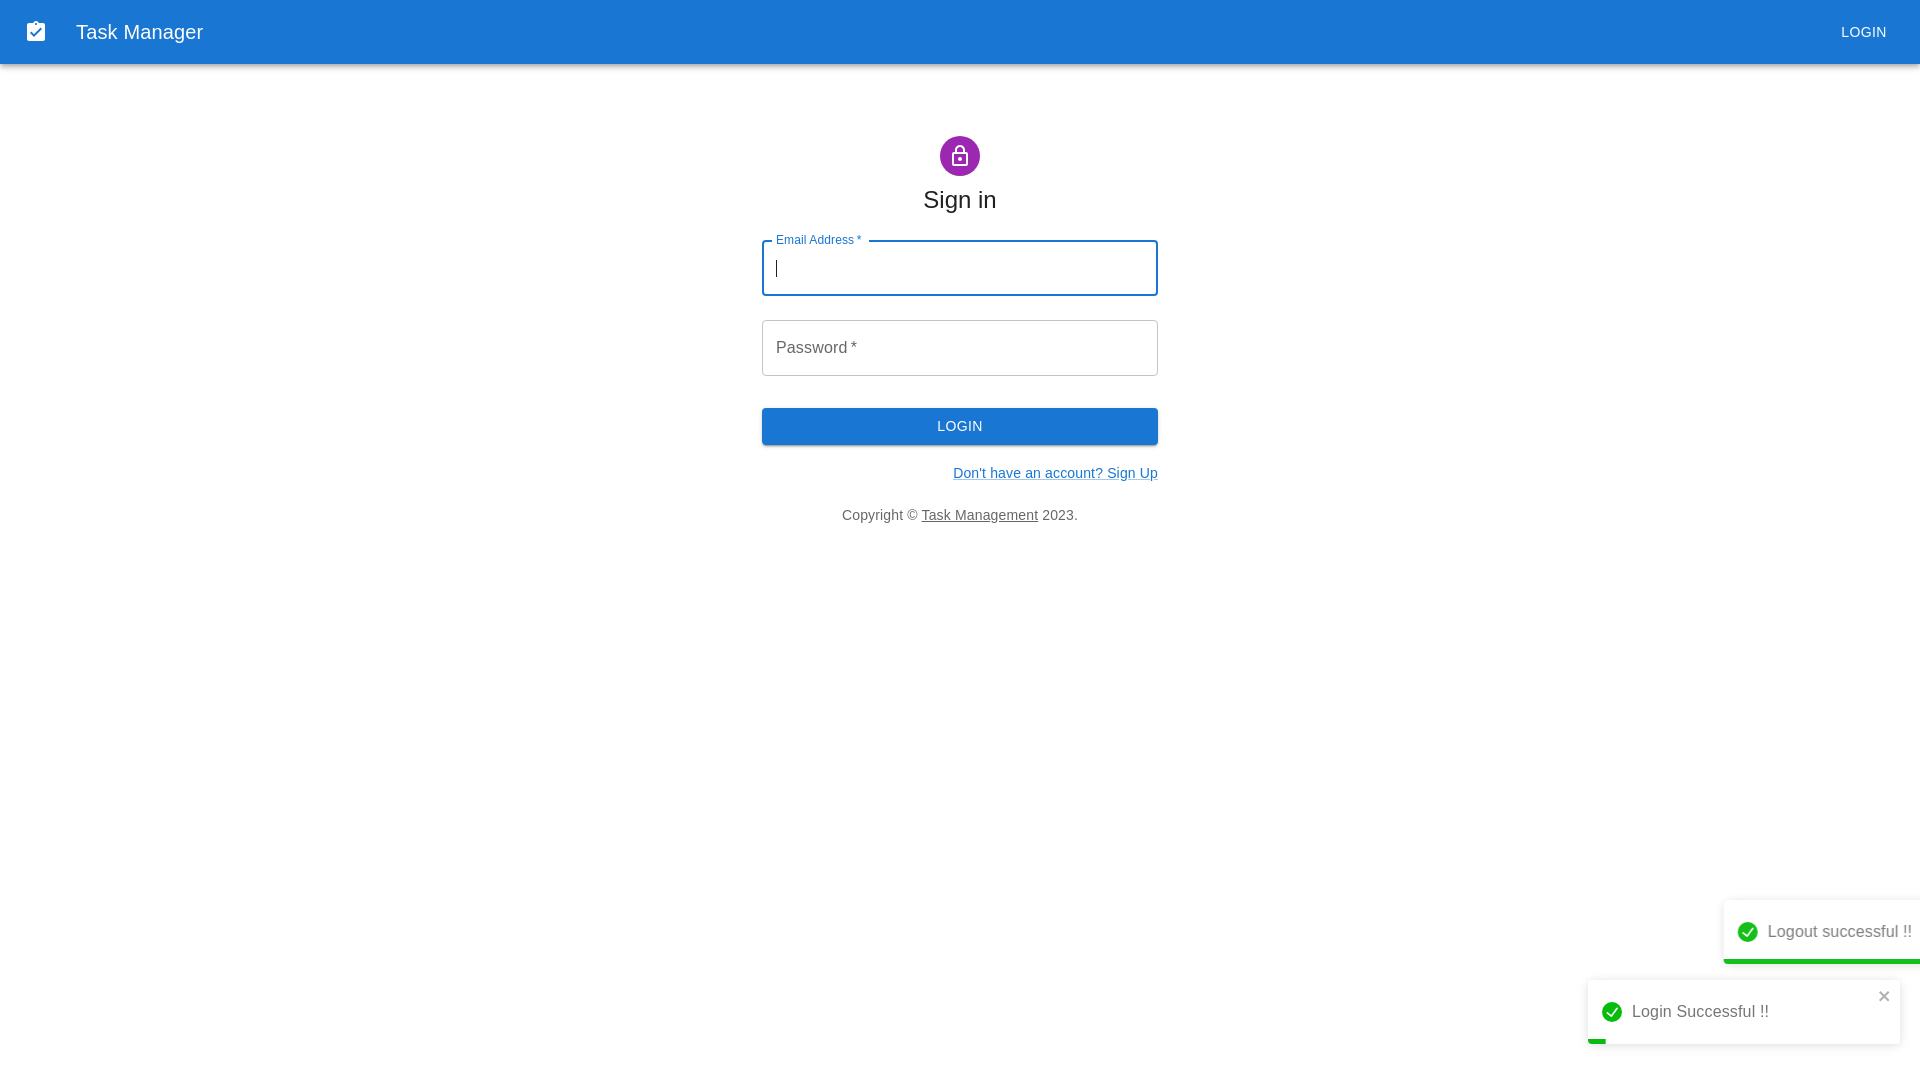 Task Manager
LOGIN
Sign in
Email Address *
Password *
LOGIN
Don't have an account? Sign Up
Copyright © Task Management 2023.
Logout successful !!
Login Successful !!